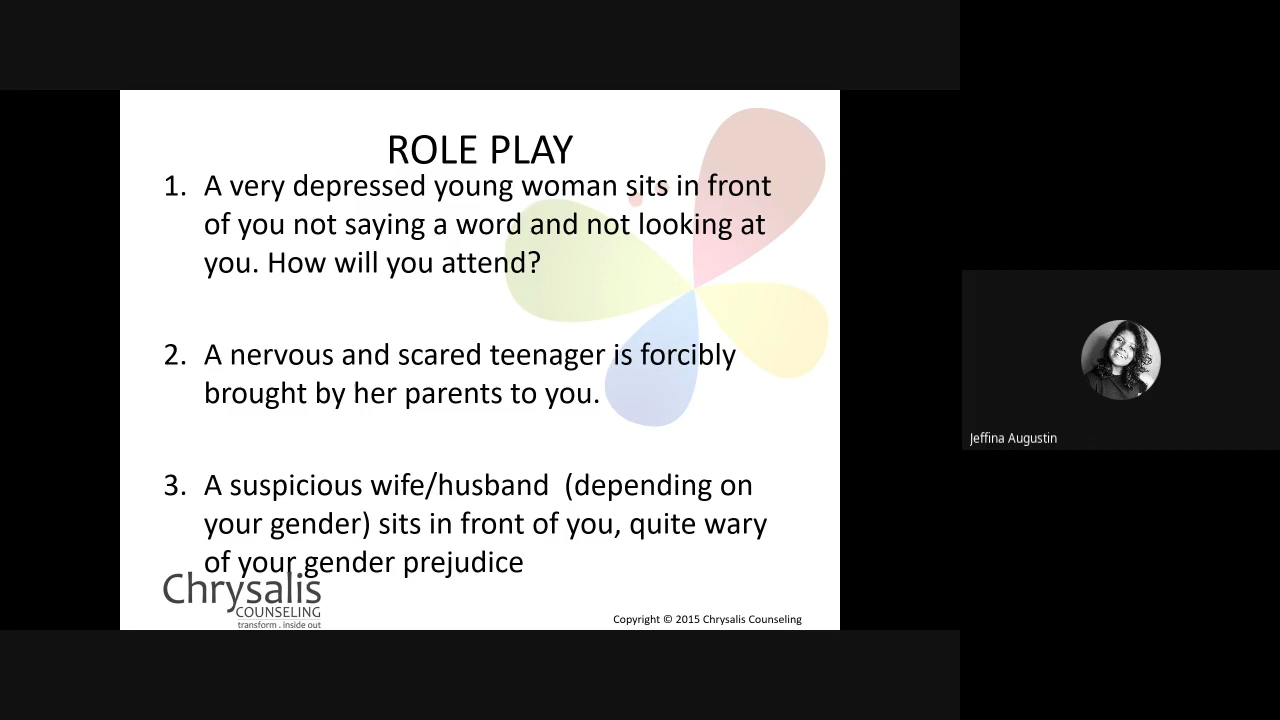 ROLE PLAY
1. A very depressed young woman sits in front
of you not saying a word and not looking at
you. How will you attend?
2. A nervous and scared teenager is forcibly
brought by her parents to you.
3. A suspicious wife/husband (depending on
your gender) sits in front of you, quite wary
of your gender prejudice
Chrysalis
COUNSELING
transform . inside out
Copyright © 2015 Chrysalis Counseling
Jeffina Augustin